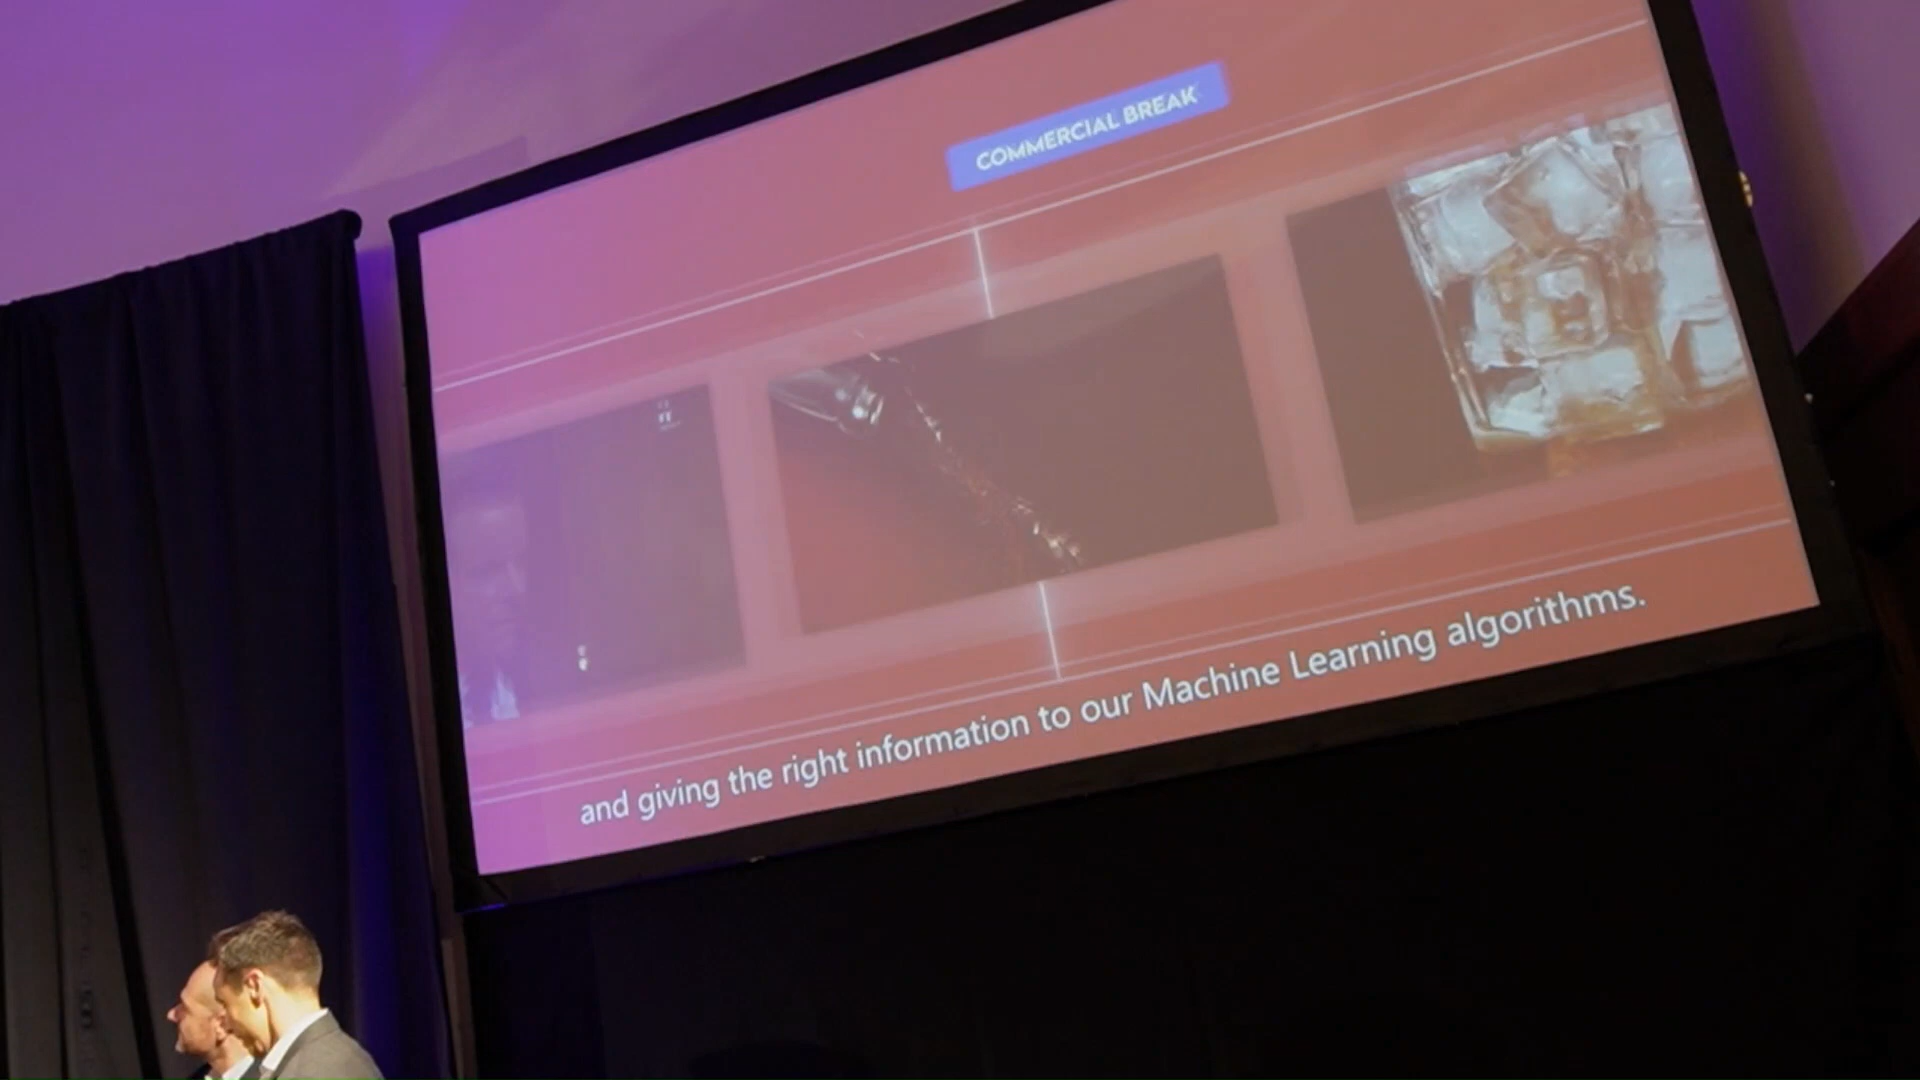 COMMERCIAL BREAK
and giving the right information to our Machine Learning algorithms.